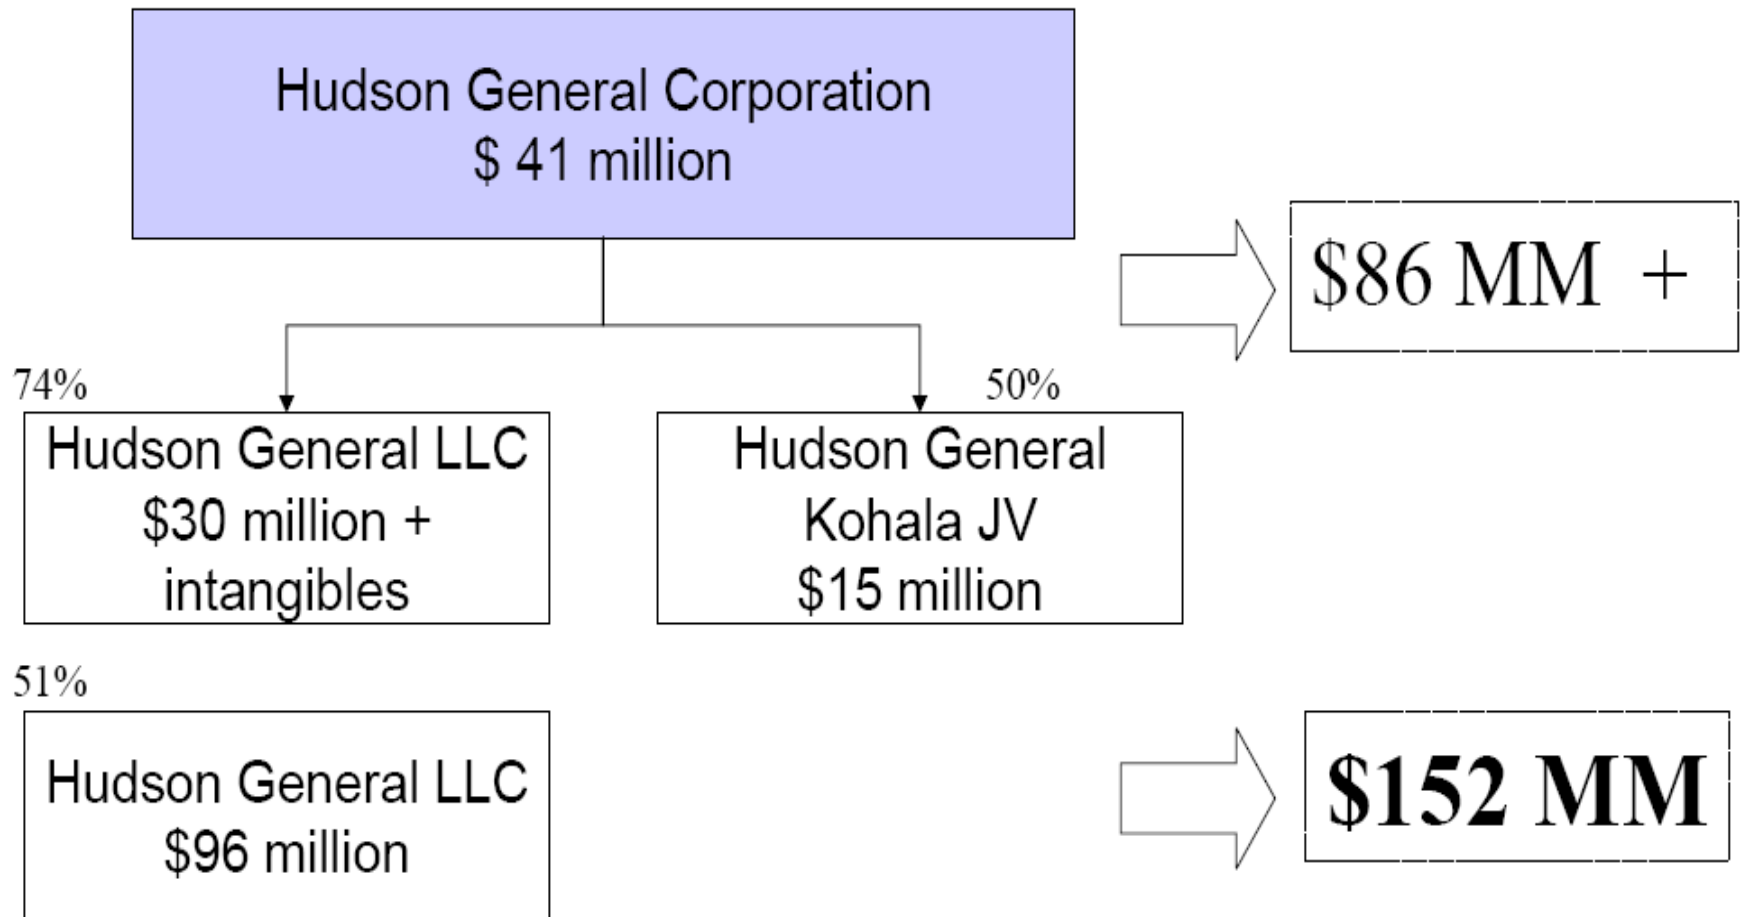 Hudson General Corporation
$ 41 million
$86 MM +
74%
50%
Hudson General LLC
$30 million +
intangibles
Hudson General
Kohala JV
$15 million
51%
Hudson General LLC
$96 million
$152 MM